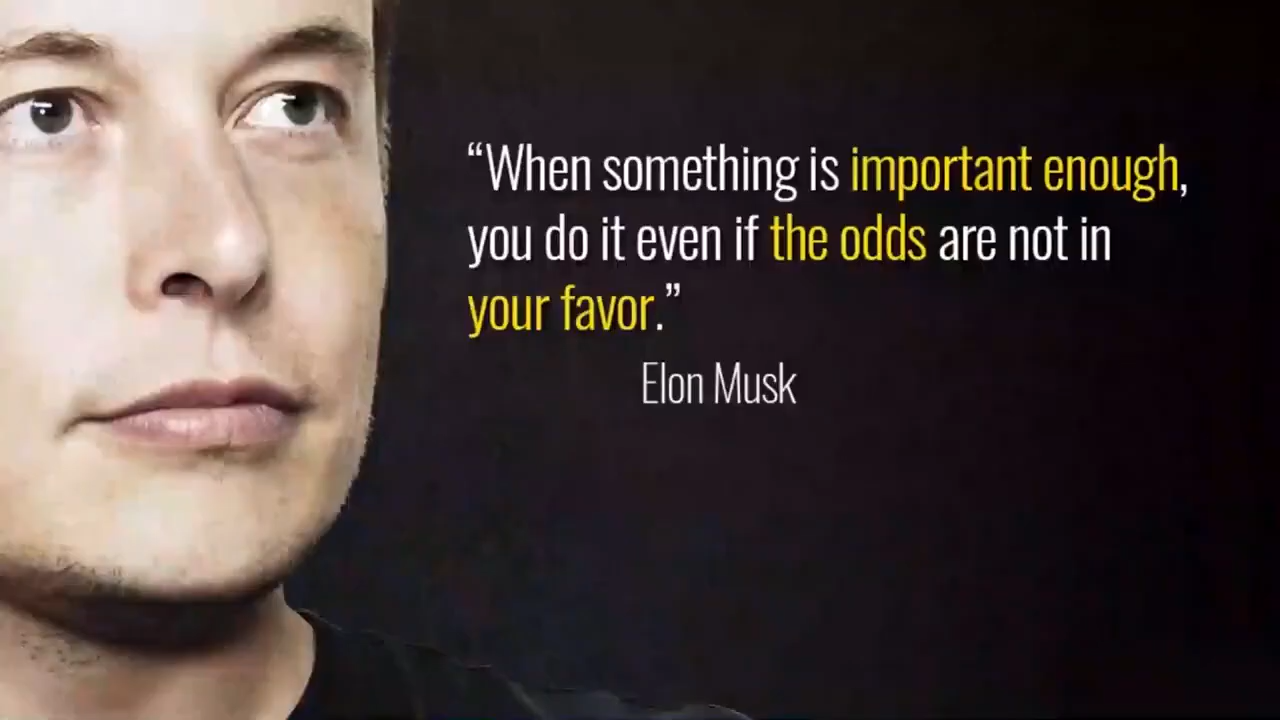 “When something is important enough,
you do it even if the odds are not in
your favor.”
Elon Musk